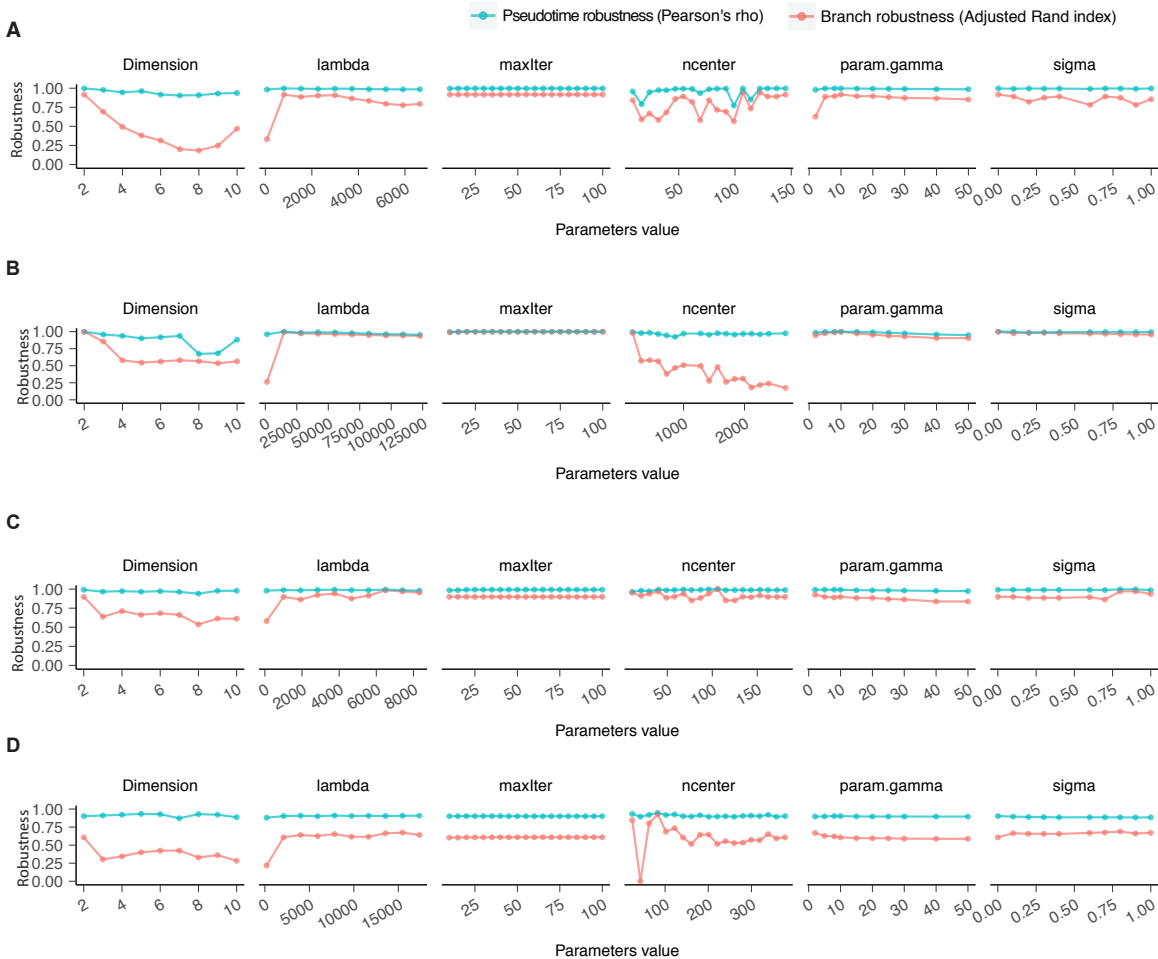 Pseudotime robustness (Pearson's rho) Branch robustness (Adjusted Rand index)
A
Dimension lambda maxIter ncenter param.gamma sigma
Robustness
1.00
0.75
0.50
0.25
0.00
2 4 6 8 10 0 2000 4000 6000 25 50 75 100 50 100 150 0 10 20 30 40 50 0.00 0.25 0.50 0.75 1.00
Parameters value
B
Dimension lambda maxIter ncenter param.gamma sigma
Robustness
1.00
0.75
0.50
0.25
0.00
2 4 6 8 10 0 25000 50000 75000 100000 125000 25 50 75 100 1000 2000 0 10 20 30 40 50 0.00 0.25 0.50 0.75 1.00
Parameters value
C
Dimension lambda maxIter ncenter param.gamma sigma
Robustness
1.00
0.75
0.50
0.25
0.00
2 4 6 8 10 0 2000 4000 6000 8000 25 50 75 100 50 100 150 0 10 20 30 40 50 0.00 0.25 0.50 0.75 1.00
Parameters value
D
Dimension lambda maxIter ncenter param.gamma sigma
Robustness
1.00
0.75
0.50
0.25
0.00
2 4 6 8 10 0 5000 10000 15000 25 50 75 100 100 200 300 0 10 20 30 40 50 0.00 0.25 0.50 0.75 1.00
Parameters value